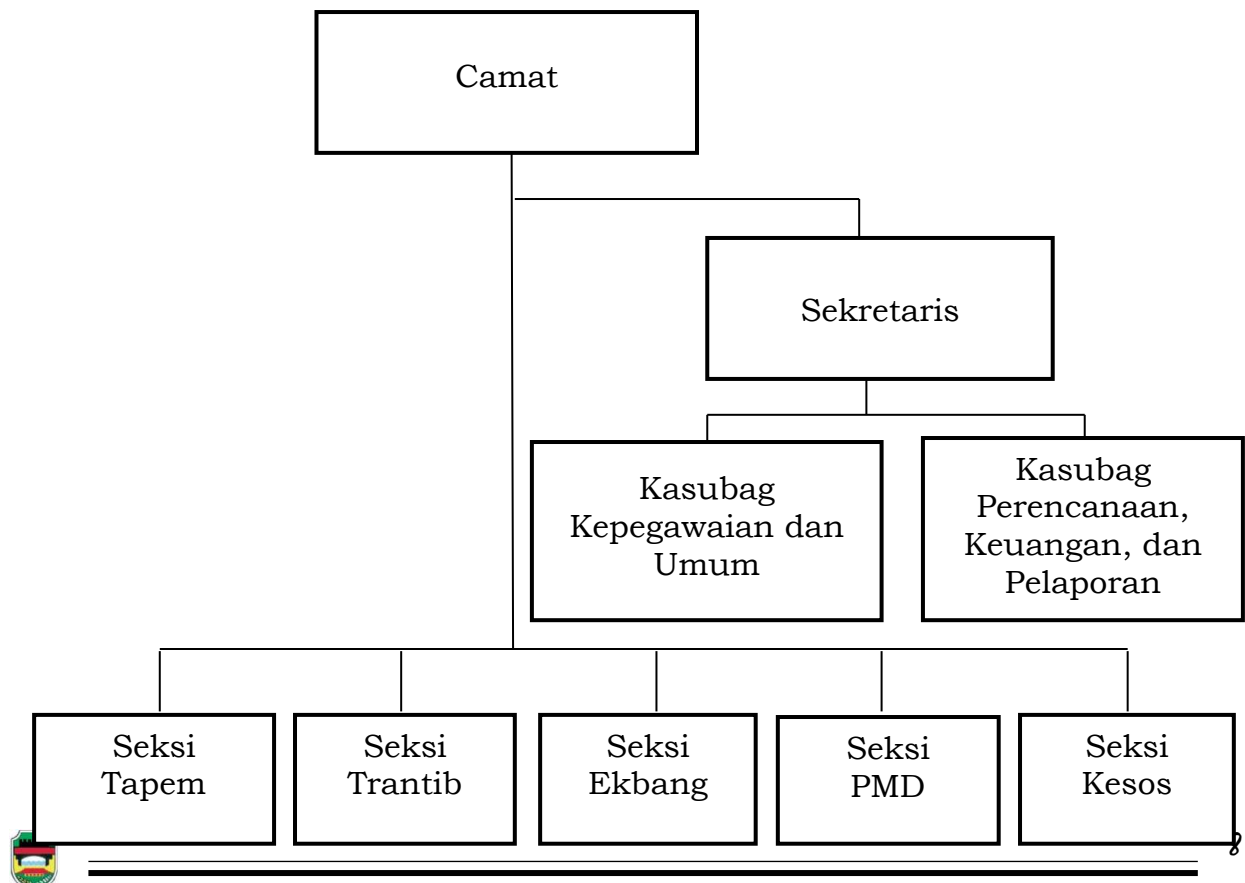 Camat
Sekretaris
Kasubag
Kepegawaian dan
Umum
Kasubag
Perencanaan,
Keuangan, dan
Pelaporan
Seksi
Tapem
Seksi
Trantib
Seksi
Ekbang
Seksi
PMD
Seksi
Kesos
8